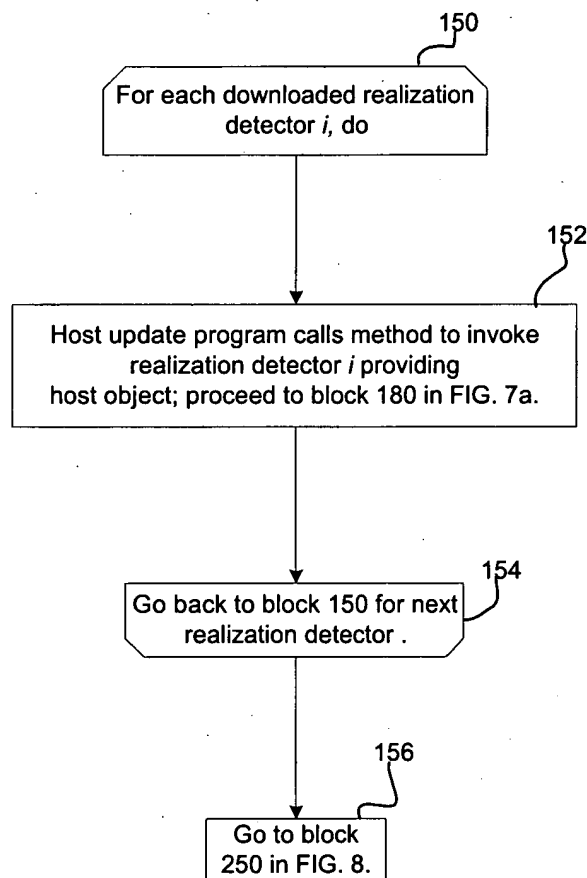 150
For each downloaded realization
detector i, do
152
Host update program calls method to invoke
realization detector i providing
host object; proceed to block 180 in FIG. 7a.
154
Go back to block 150 for next
realization detector .
156
Go to block
250 in FIG. 8.